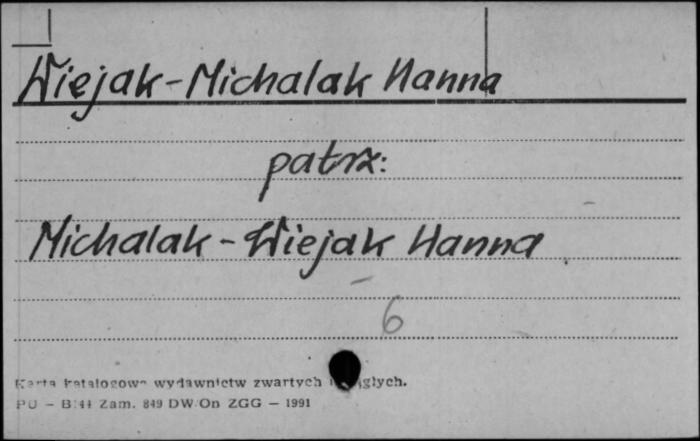 Wiejak-Michalak Hanna
patrz:
Michalak-Wiejak Hanna
6
Karta katalogowa wydawnictw zwartych i ciągłych.
PU - B-44 Zam. 849 DW/On ZGG - 1991